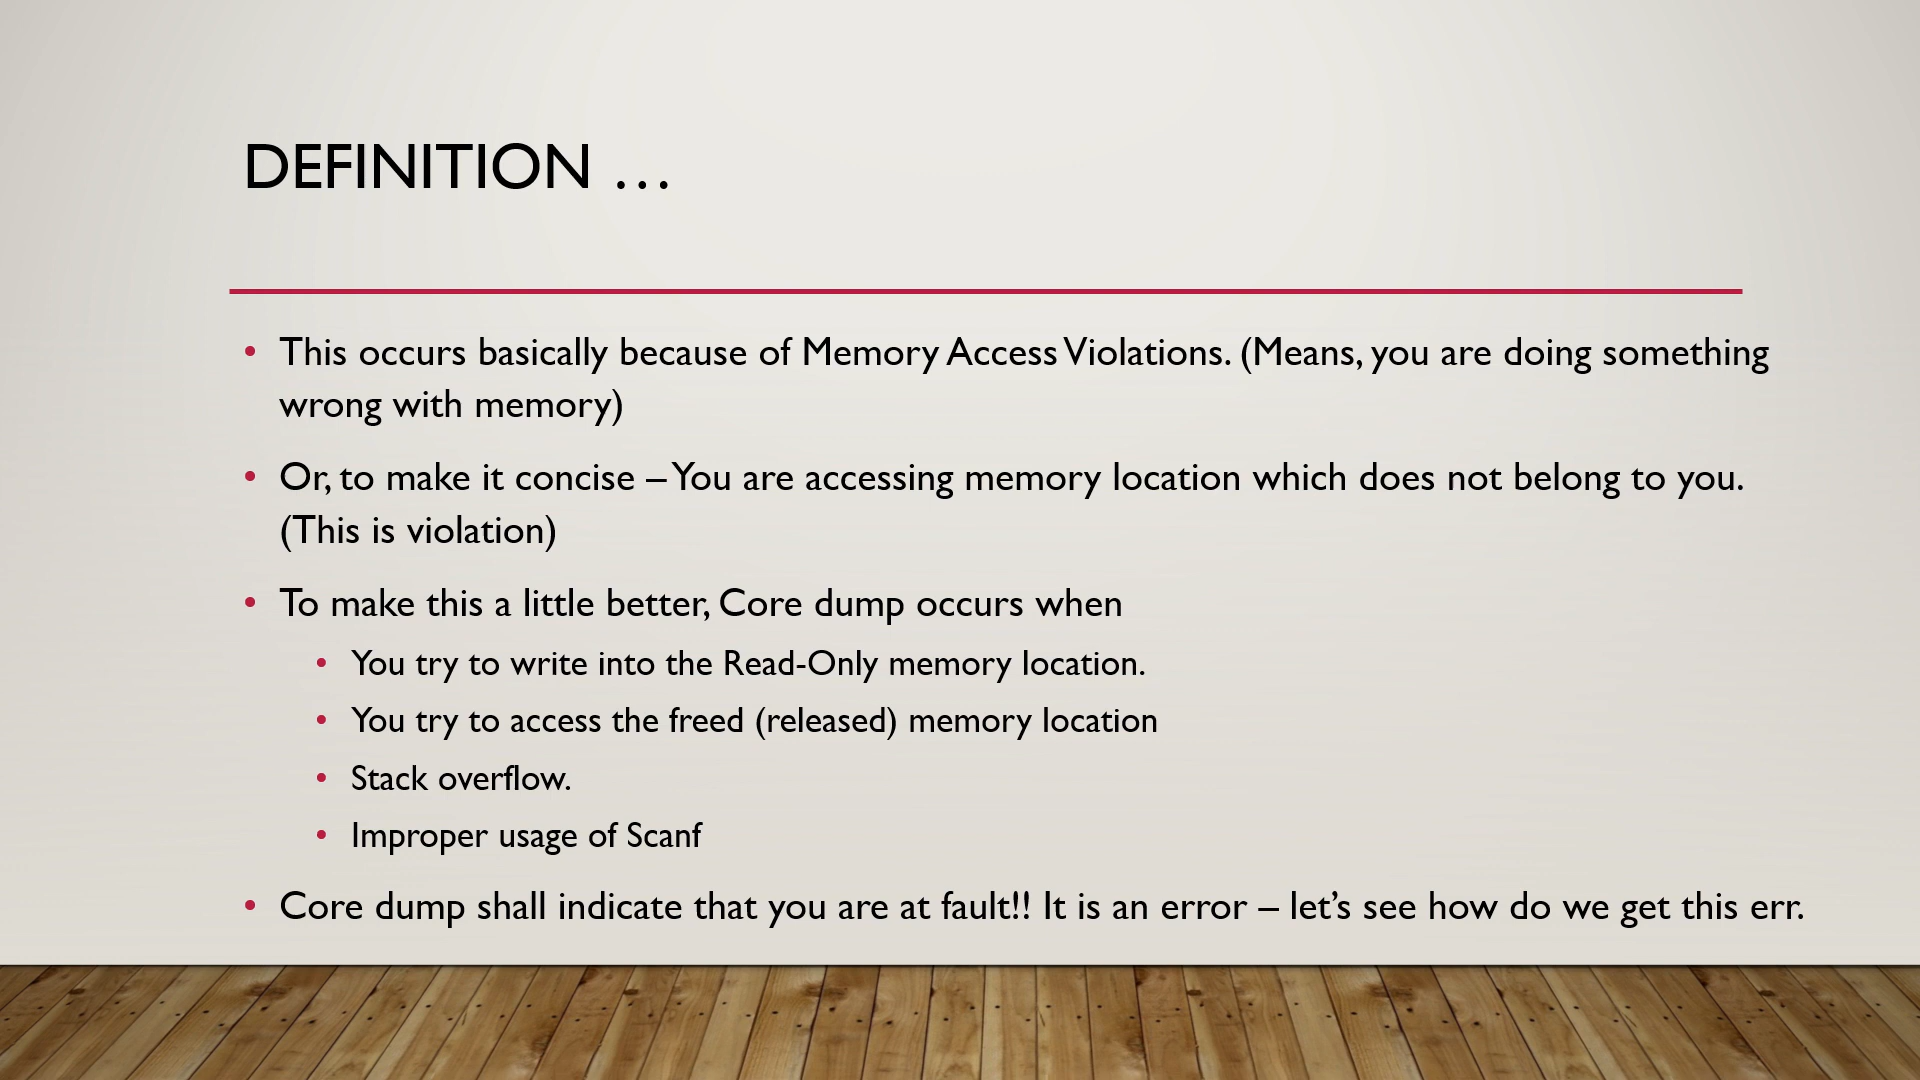 DEFINITION …
• This occurs basically because of Memory Access Violations. (Means, you are doing something
wrong with memory)
• Or, to make it concise – You are accessing memory location which does not belong to you.
(This is violation)
• To make this a little better, Core dump occurs when
• You try to write into the Read-Only memory location.
• You try to access the freed (released) memory location
• Stack overflow.
• Improper usage of Scanf
• Core dump shall indicate that you are at fault!! It is an error – let’s see how do we get this err.